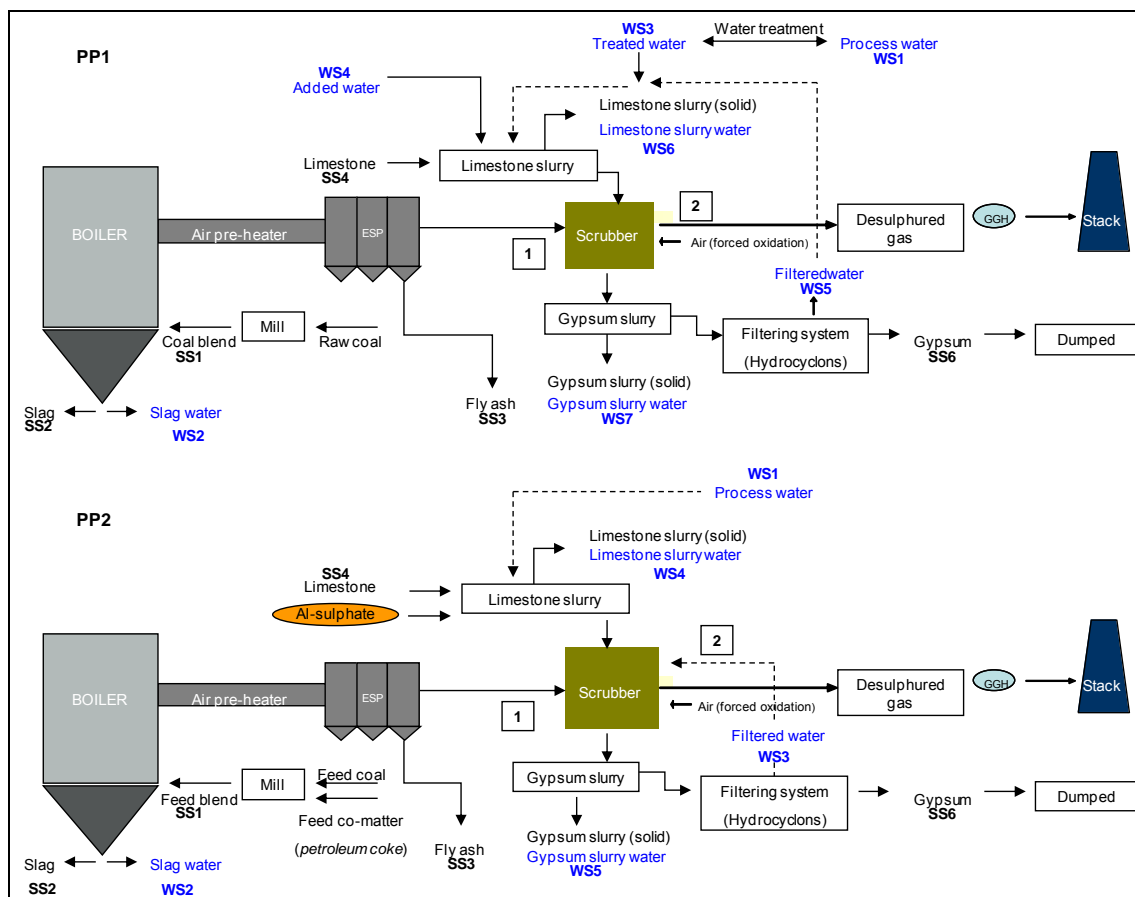 PP1
WS3
Treated water
Water treatment
Process water
WS1
WS4
Added water
Limestone slurry (solid)
Limestone slurry water
WS6
Limestone
SS4
Limestone slurry
BOILER
Air pre-heater
ESP
1
Scrubber
2
Air (forced oxidation)
Desulphured
gas
GGH
Stack
Filteredwater
WS5
Coal blend
SS1
Mill
Raw coal
Gypsum slurry
Filtering system
(Hydrocyclons)
Gypsum
SS6
Dumped
Slag
SS2
Slag water
WS2
Fly ash
SS3
Gypsum slurry (solid)
Gypsum slurry water
WS7
PP2
WS1
Process water
Limestone slurry (solid)
Limestone slurry water
WS4
SS4
Limestone
Al-sulphate
Limestone slurry
BOILER
Air pre-heater
ESP
1
Scrubber
2
Air (forced oxidation)
Desulphured
gas
GGH
Stack
Filtered water
WS3
Feed blend
SS1
Mill
Feed coal
Feed co-matter
(petroleum coke)
Gypsum slurry
Filtering system
(Hydrocyclons)
Gypsum
SS6
Dumped
Slag
SS2
Slag water
WS2
Fly ash
SS3
Gypsum slurry (solid)
Gypsum slurry water
WS5